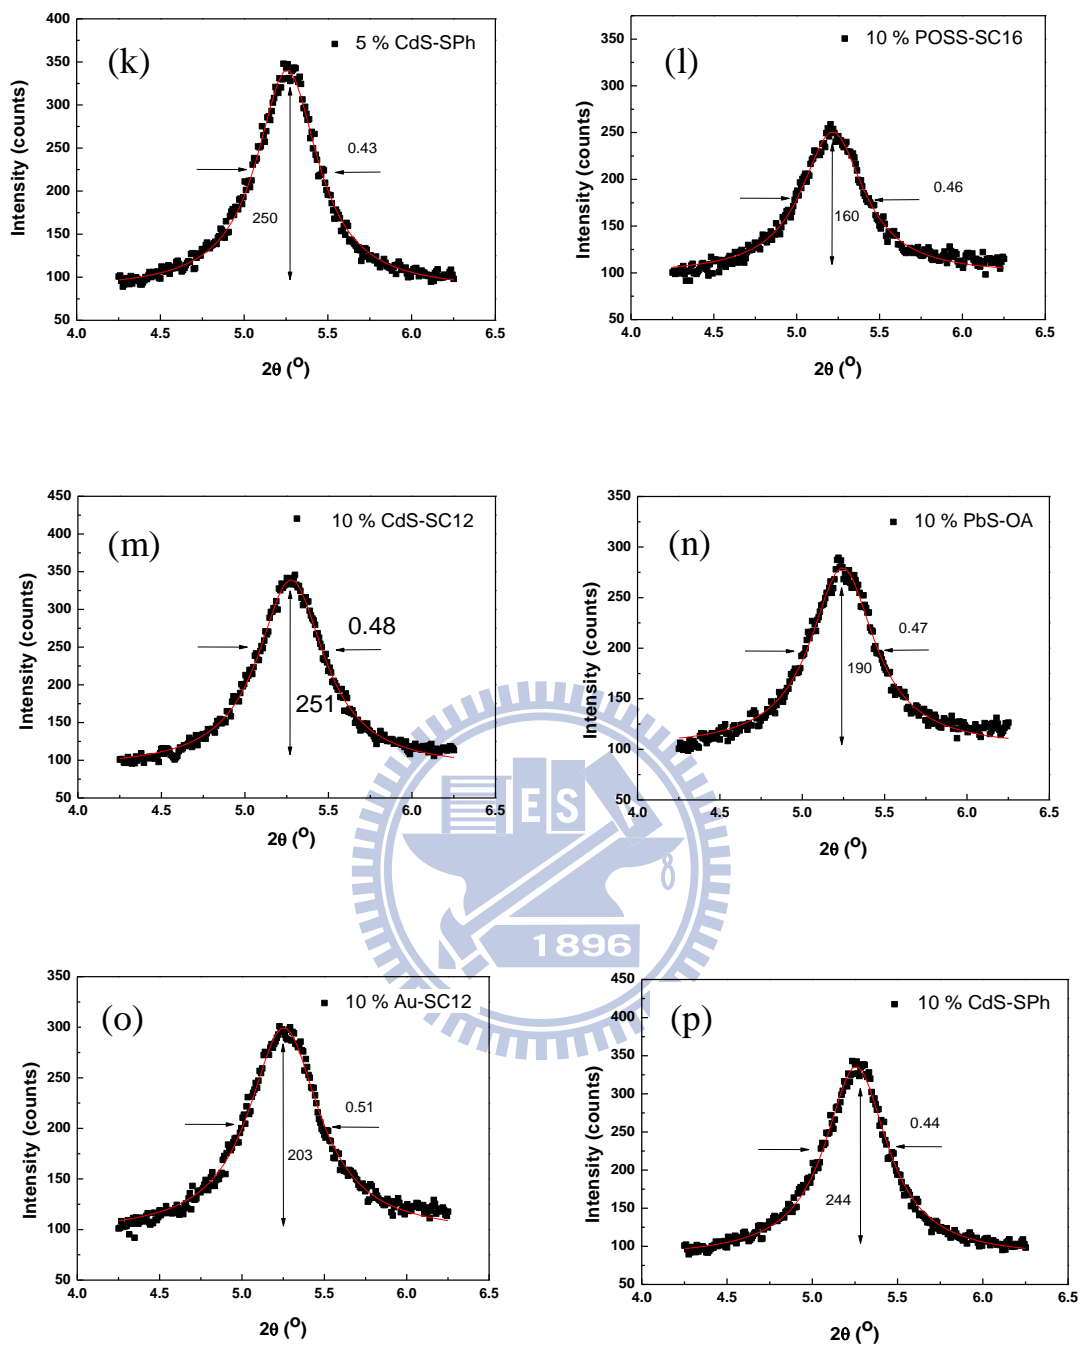 (k)
5 % CdS-SPh
400
350
300
250
200
150
100
50
0.43
250
4.0 4.5 5.0 5.5 6.0 6.5
Intensity (counts)
2θ (O)
(l)
10 % POSS-SC16
350
300
250
200
150
100
50
0.46
160
4.0 4.5 5.0 5.5 6.0 6.5
Intensity (counts)
2θ (O)
(m)
10 % CdS-SC12
450
400
350
300
250
200
150
100
50
0.48
251
4.0 4.5 5.0 5.5 6.0 6.5
Intensity (counts)
2θ (O)
(n)
10 % PbS-OA
350
300
250
200
150
100
50
0.47
190
4.0 4.5 5.0 5.5 6.0 6.5
Intensity (counts)
2θ (O)
ES
1896
(o)
10 % Au-SC12
350
300
250
200
150
100
50
0.51
203
4.0 4.5 5.0 5.5 6.0 6.5
Intensity (counts)
2θ (O)
(p)
10 % CdS-SPh
450
400
350
300
250
200
150
100
50
0.44
244
4.0 4.5 5.0 5.5 6.0 6.5
Intensity (counts)
2θ (O)